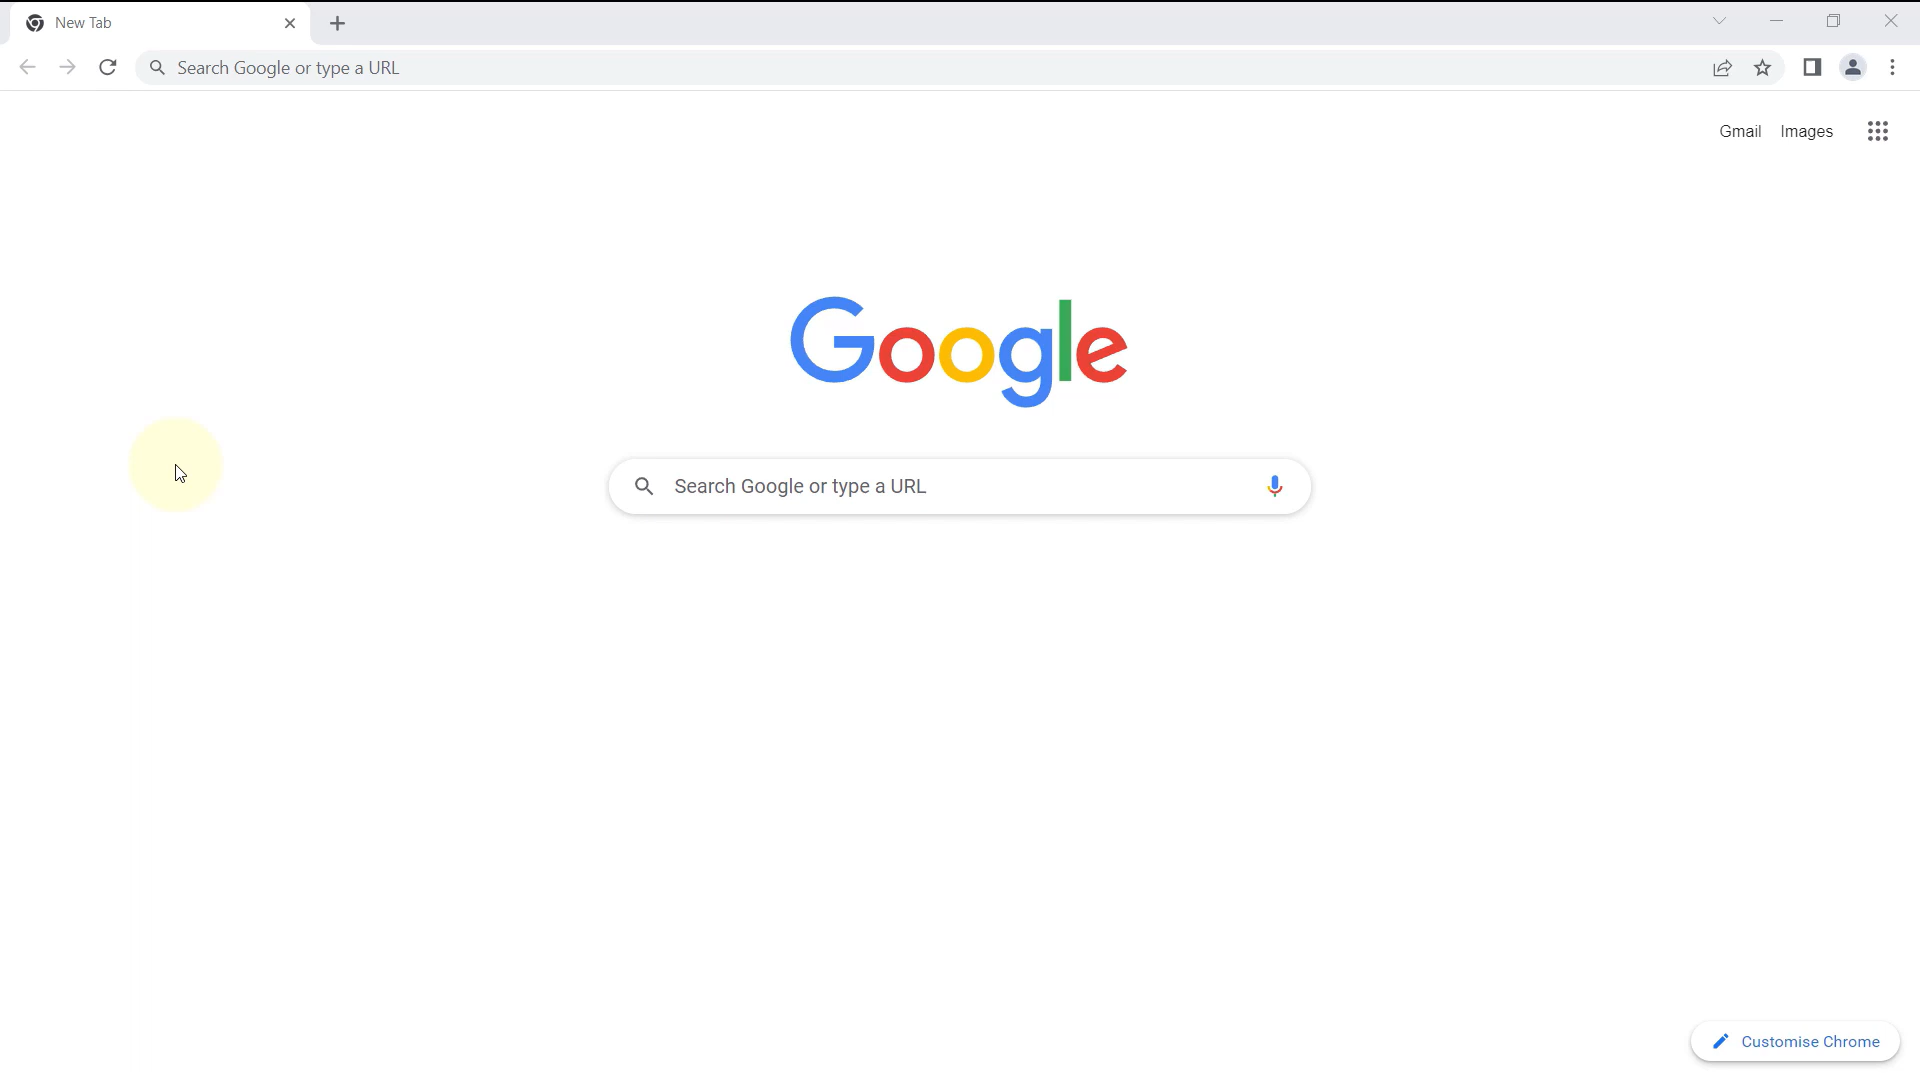 New Tab
Search Google or type a URL
Gmail Images
Google
Search Google or type a URL
Customise Chrome